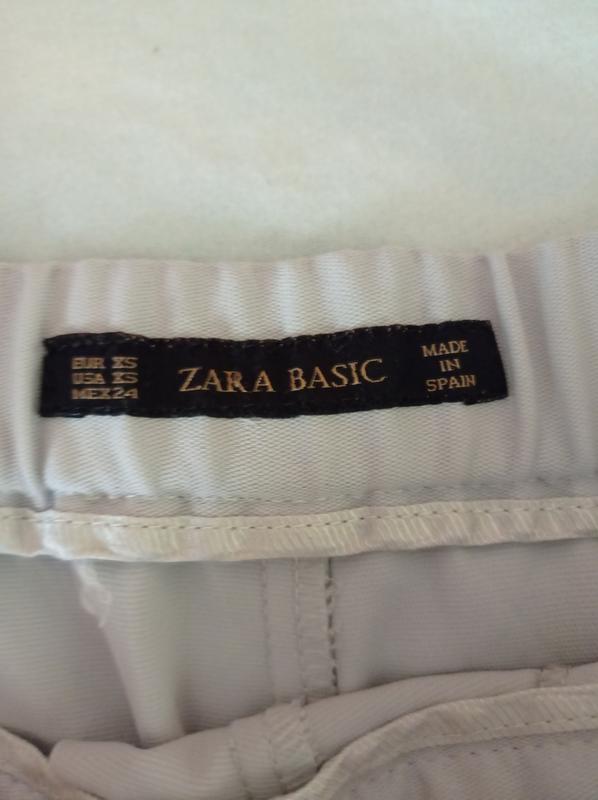 EUR XS
USA XS
MEX 24
ZARA BASIC
MADE
IN
SPAIN